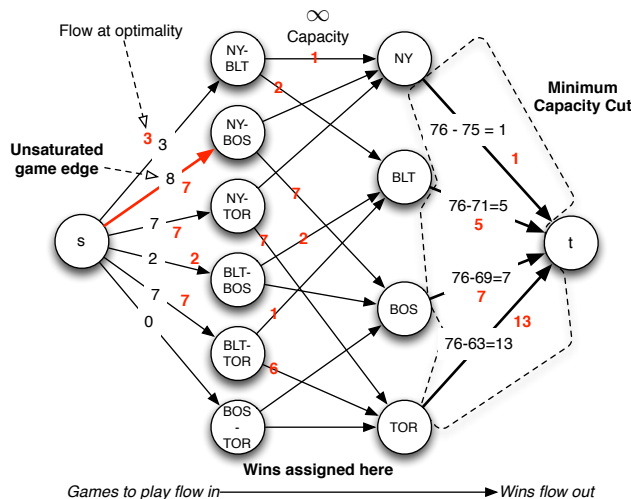 Flow at optimality
∞
Capacity
NY-
BLT
1
NY
2
Minimum
Capacity Cut
3
3
NY-
BOS
76 - 75 = 1
Unsaturated
game edge
8
7
1
BLT
NY-
TOR
7
76-71=5
5
7
7
7
2
s
t
2
2
BLT-
BOS
76-69=7
7
7
7
BOS
1
13
0
76-63=13
BLT-
TOR
6
BOS
-
TOR
TOR
Wins assigned here
Games to play flow in
Wins flow out